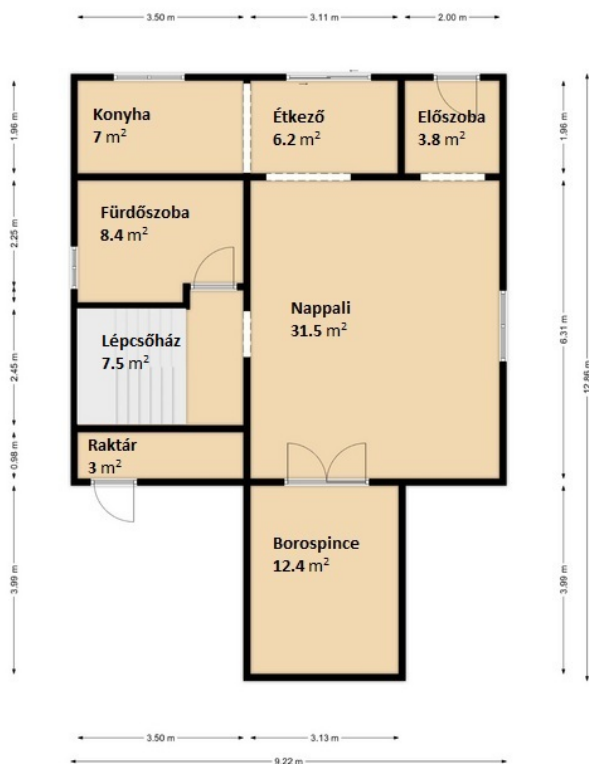 3.50 m
3.11 m
2.00 m
Konyha
7 m²
Étkező
6.2 m²
Előszoba
3.8 m²
1.96 m
1.96 m
Fürdőszoba
8.4 m²
2.25 m
Nappali
31.5 m²
6.31 m
12.86 m
Lépcsőház
7.5 m²
2.45 m
Raktár
3 m²
0.98 m
Borospince
12.4 m²
3.99 m
3.99 m
3.50 m
3.13 m
9.22 m